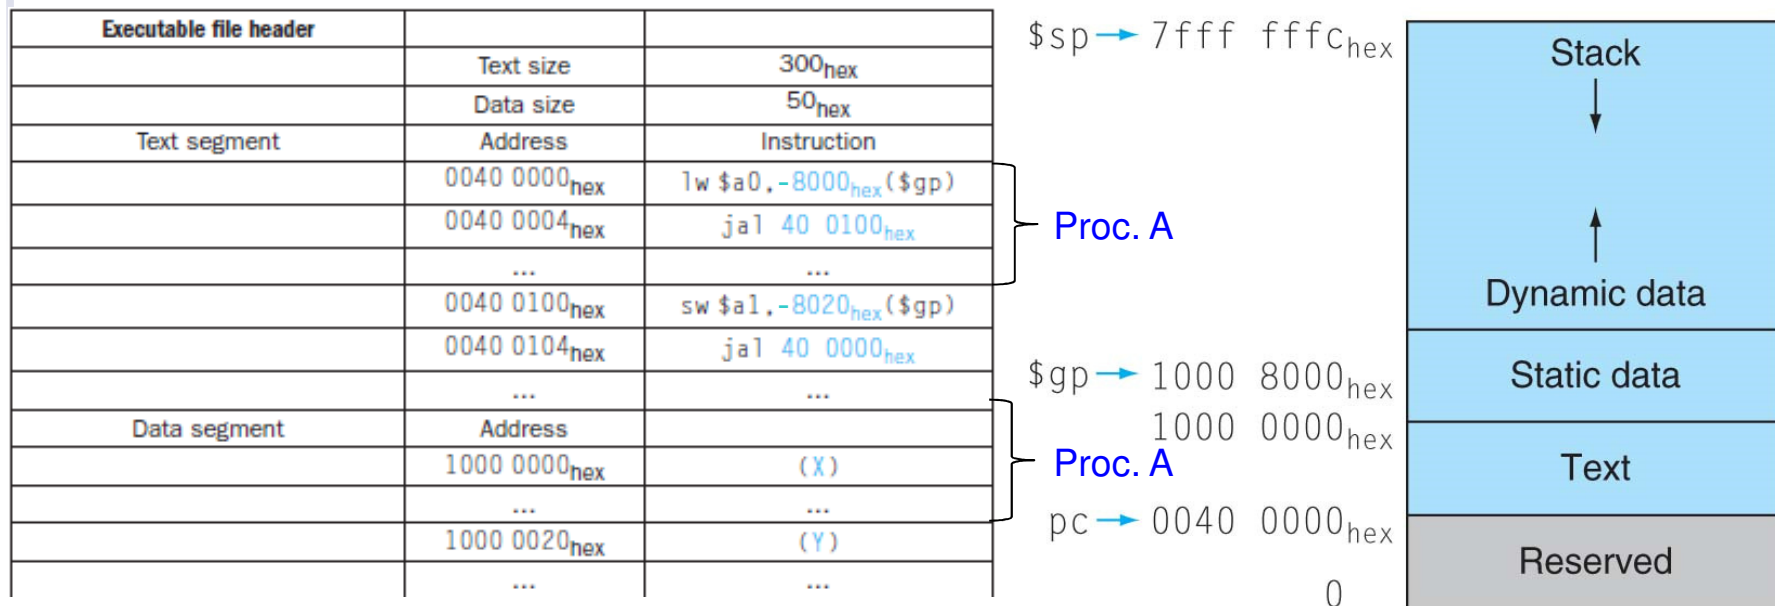 Executable file header
Text size 300hex
Data size 50hex
Text segment Address Instruction
0040 0000hex lw $a0,-8000hex($gp)
0040 0004hex jal 40 0100hex
... ...
0040 0100hex sw $a1,-8020hex($gp)
0040 0104hex jal 40 0000hex
... ...
Data segment Address
1000 0000hex (X)
... ...
1000 0020hex (Y)
... ...
Proc. A
Proc. A
$sp 7fff fffchex
$gp 1000 8000hex
1000 0000hex
pc 0040 0000hex
0
Stack
Dynamic data
Static data
Text
Reserved